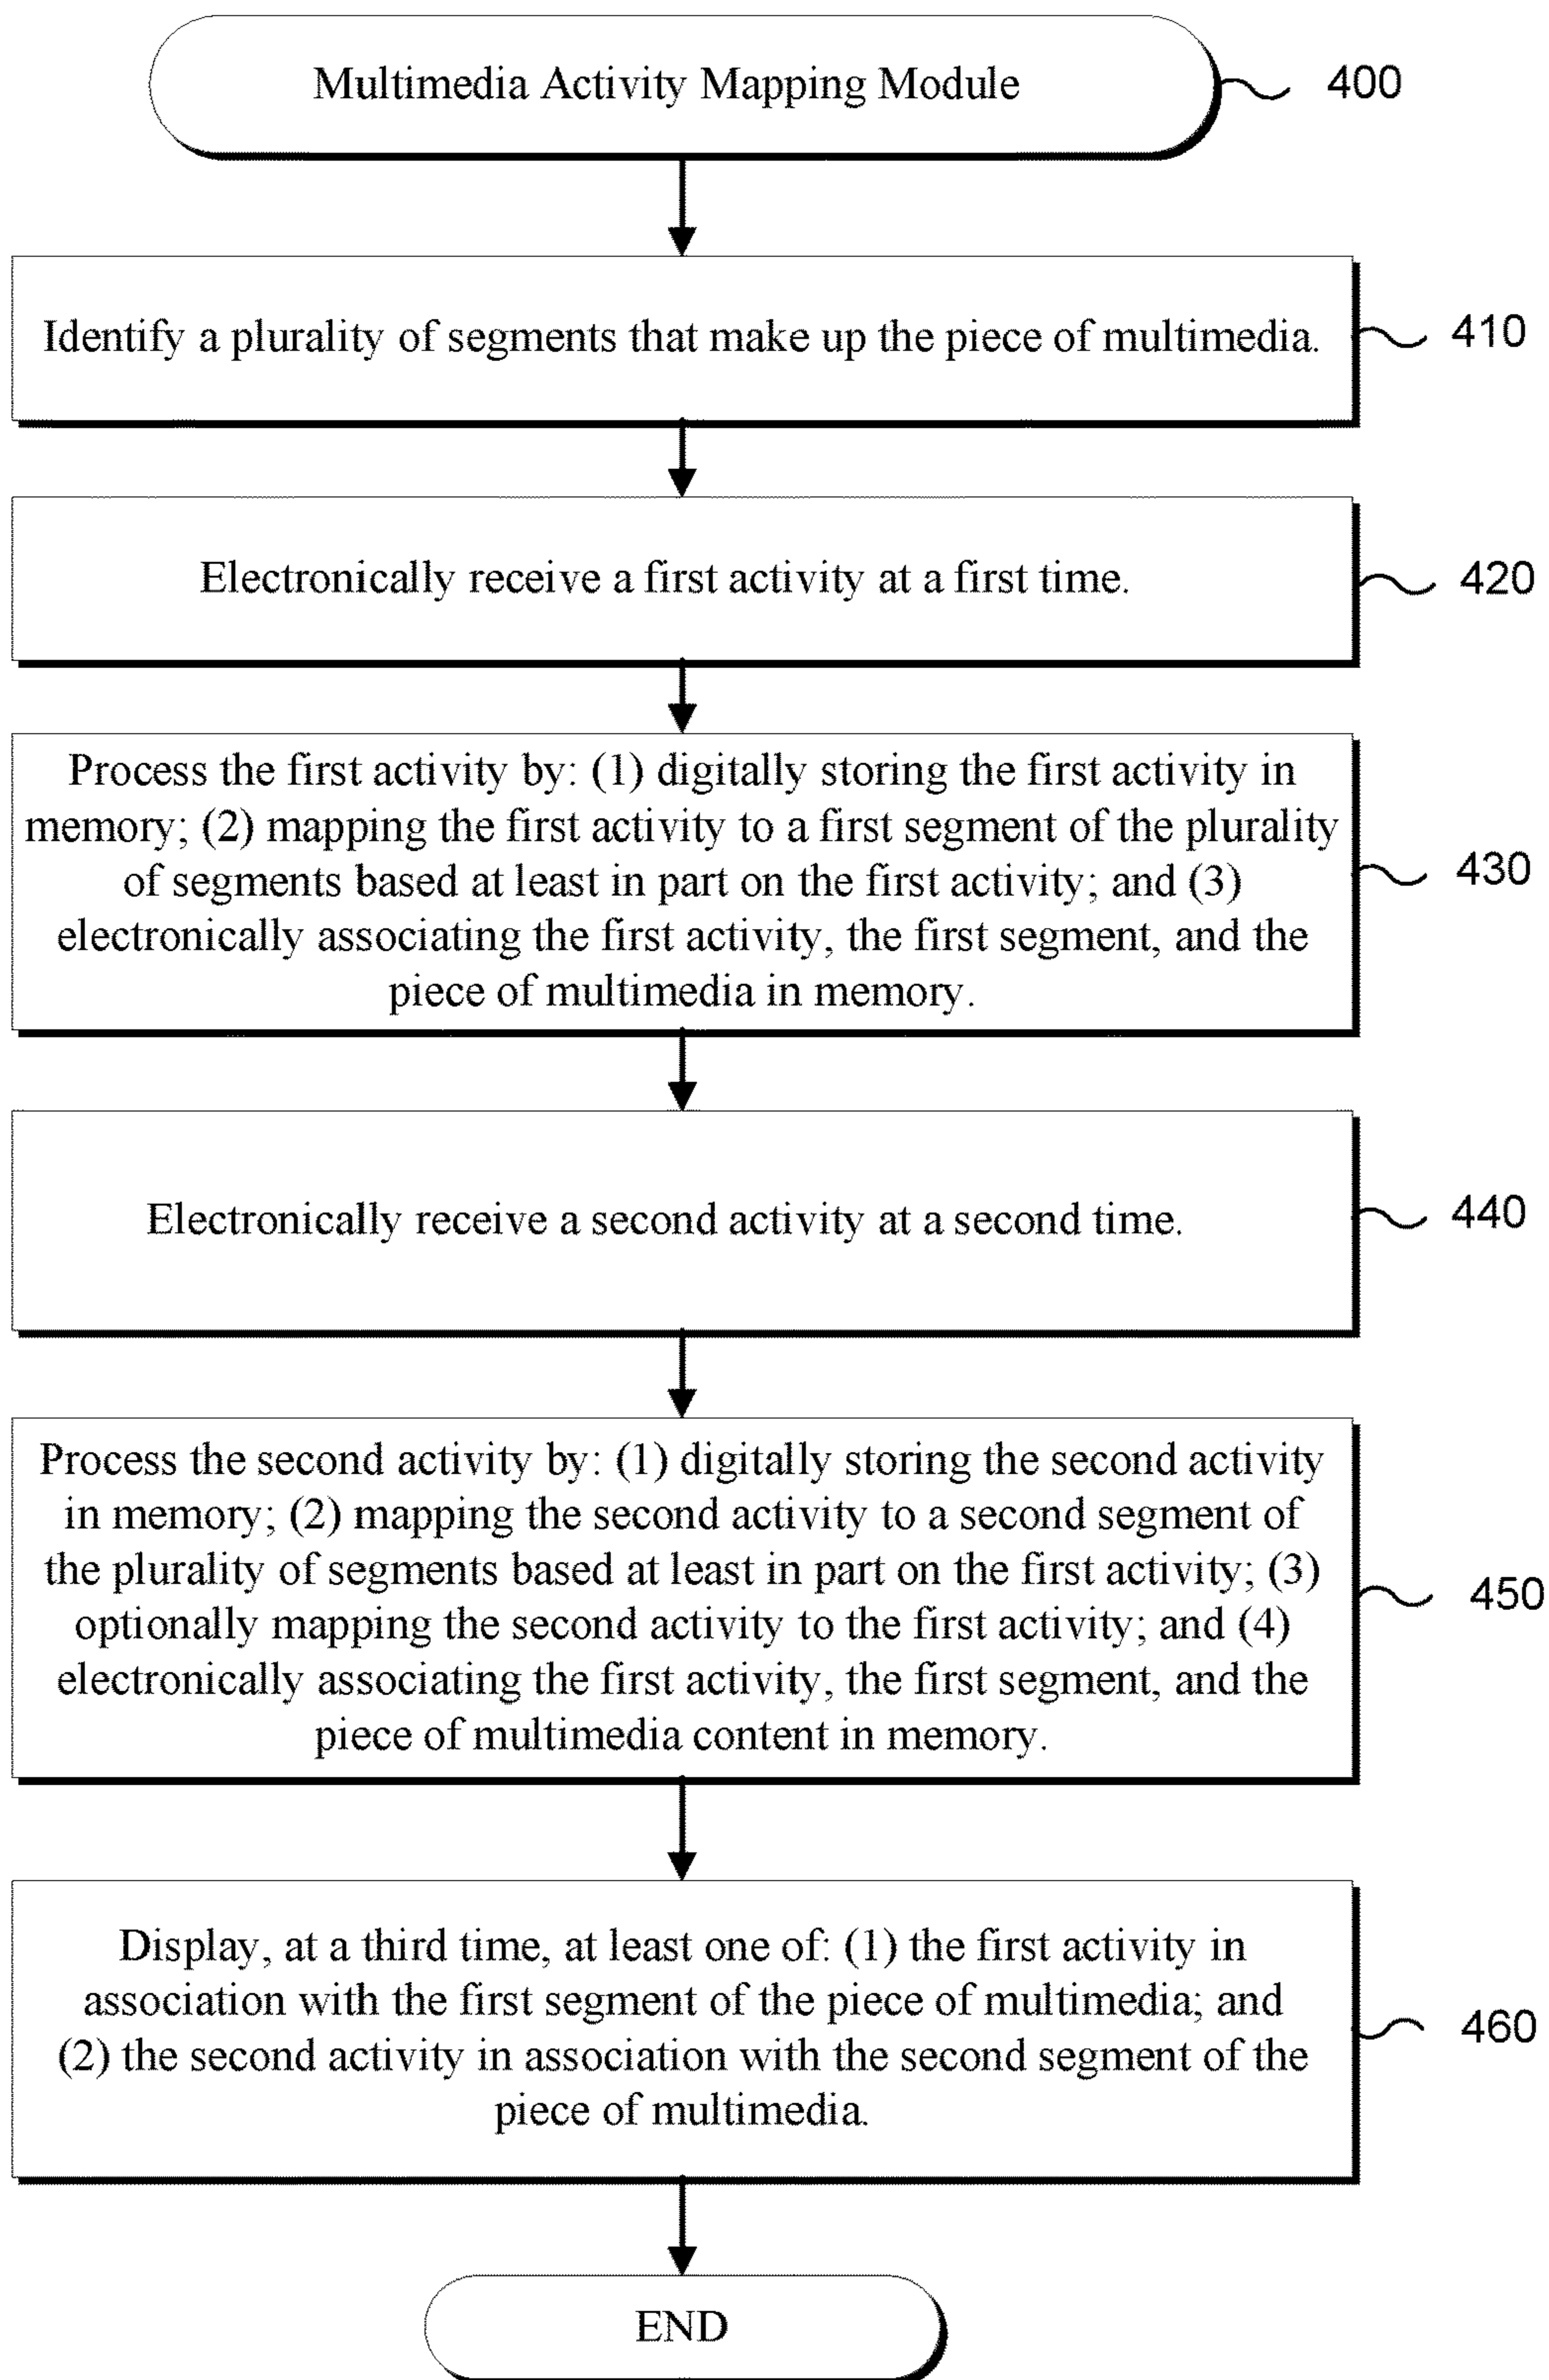 Multimedia Activity Mapping Module
400
Identify a plurality of segments that make up the piece of multimedia.
410
Electronically receive a first activity at a first time.
420
Process the first activity by: (1) digitally storing the first activity in
memory; (2) mapping the first activity to a first segment of the plurality
of segments based at least in part on the first activity; and (3)
electronically associating the first activity, the first segment, and the
piece of multimedia in memory.
430
Electronically receive a second activity at a second time.
440
Process the second activity by: (1) digitally storing the second activity
in memory; (2) mapping the second activity to a second segment of
the plurality of segments based at least in part on the first activity; (3)
optionally mapping the second activity to the first activity; and (4)
electronically associating the first activity, the first segment, and the
piece of multimedia content in memory.
450
Display, at a third time, at least one of: (1) the first activity in
association with the first segment of the piece of multimedia; and
(2) the second activity in association with the second segment of the
piece of multimedia.
460
END